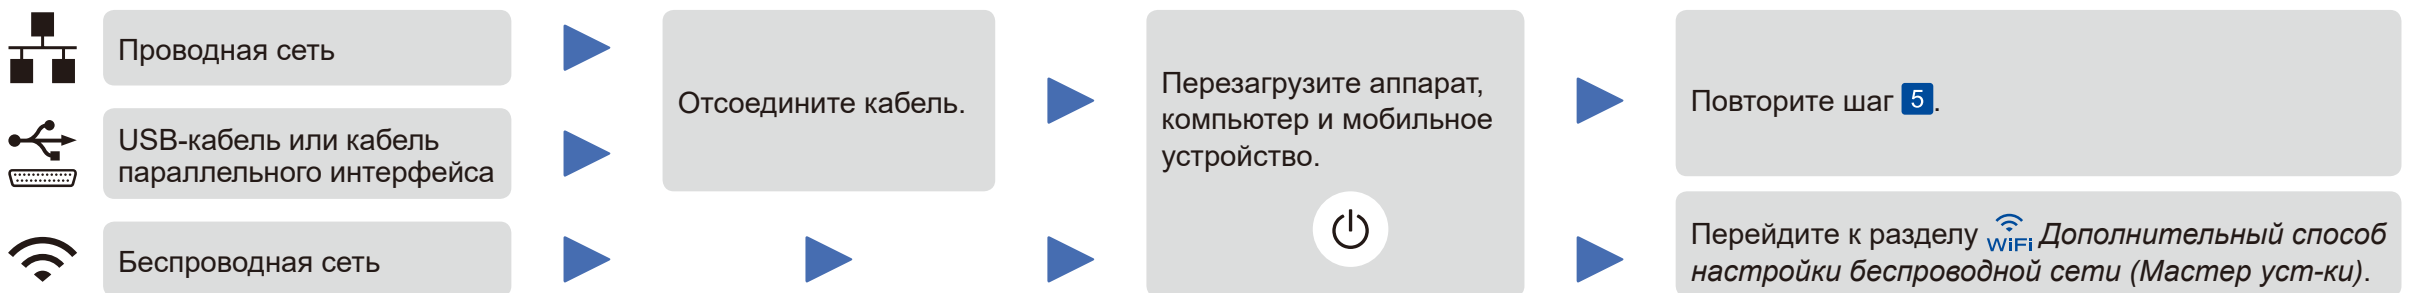 Проводная сеть
USB-кабель или кабель
параллельного интерфейса
Беспроводная сеть
Отсоедините кабель.
Перезагрузите аппарат,
компьютер и мобильное
устройство.
Повторите шаг 5.
Перейдите к разделу WiFi Дополнительный способ
настройки беспроводной сети (Мастер уст-ки).